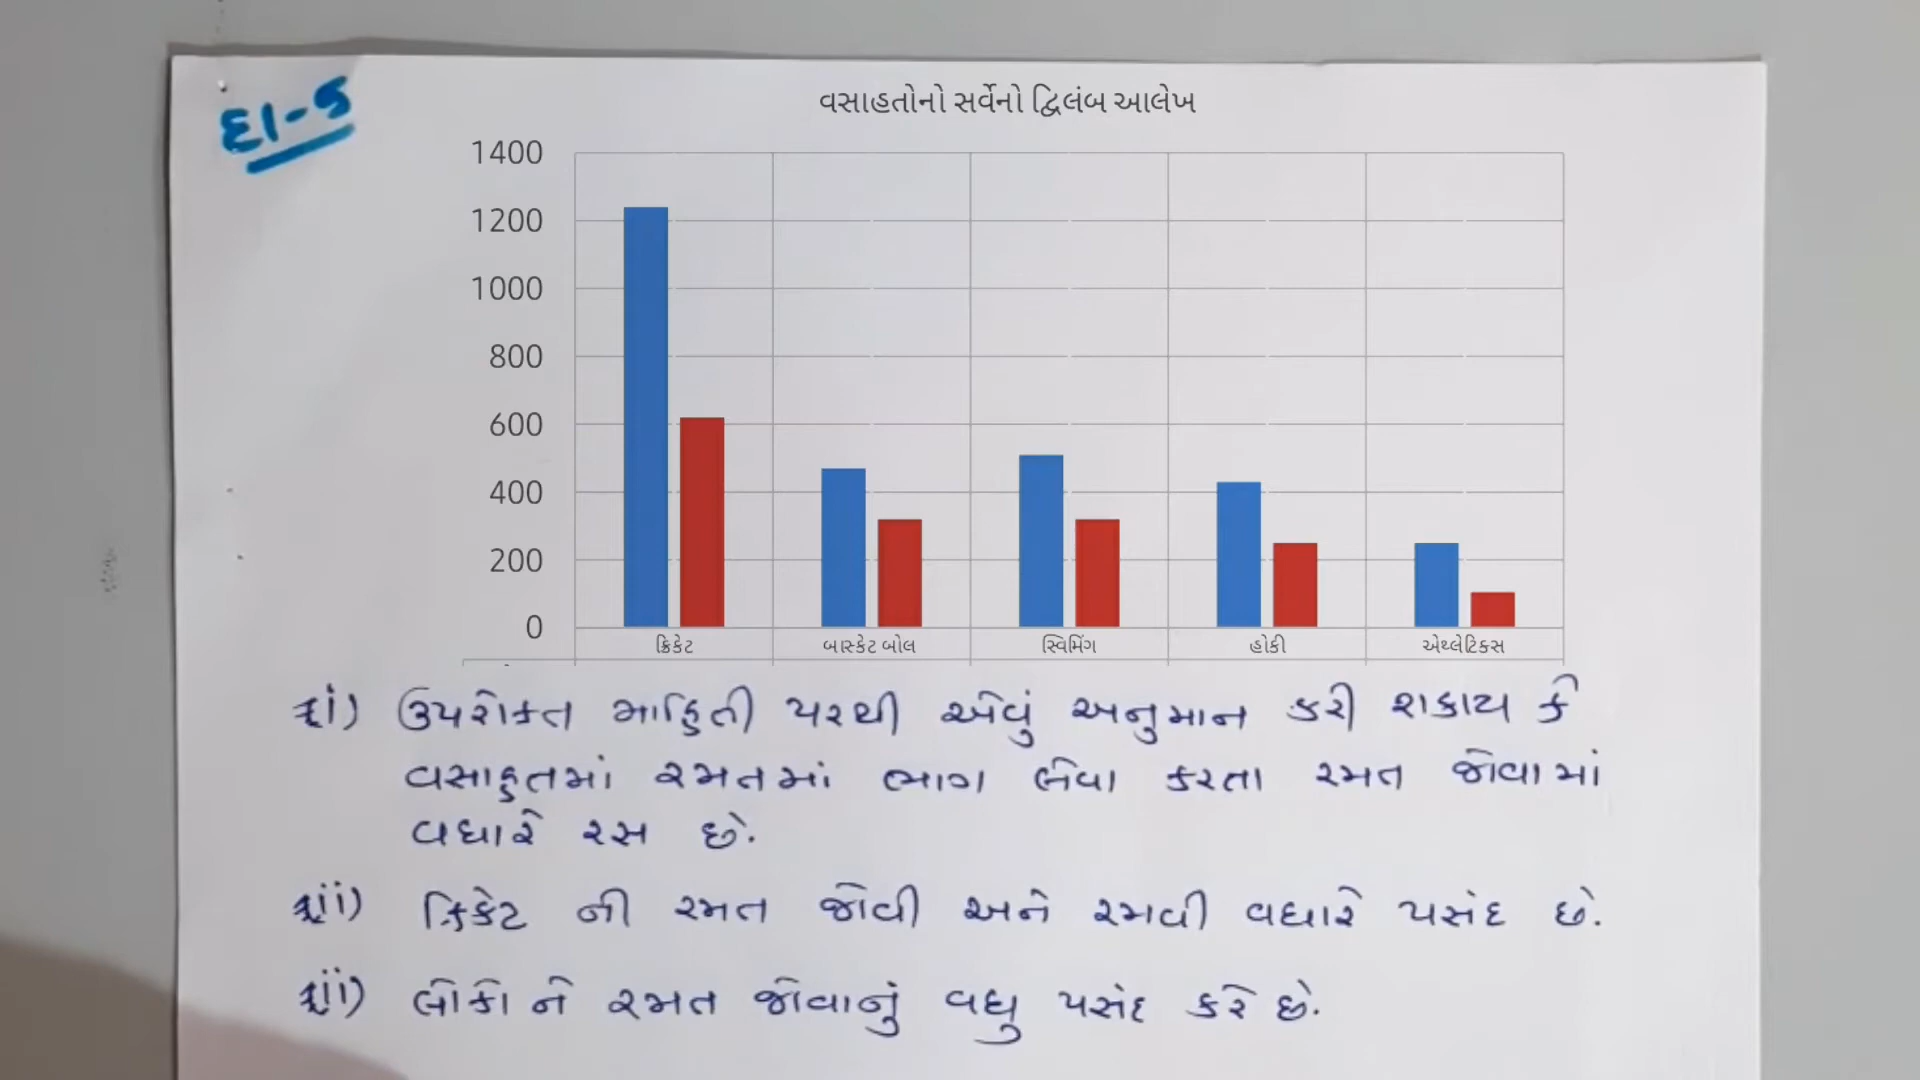 દા-૬
વસાહતોનો સર્વેનો દ્વિલંબ આલેખ
1400
1200
1000
800
600
400
200
0
ક્રિકેટ બાસ્કેટ બોલ સ્વિમિંગ હોકી એથ્લેટિકસ
i) ઉપરોકત માહિતી પરથી એવું અનુમાન કરી શકાય કે
વસાહતમાં રમતમાં ભાગ લેવા કરતા રમત જોવામાં
વધારે રસ છે.
ii) ક્રિકેટ ની રમત જોવી અને રમવી વધારે પસંદ છે.
iii) લોકો ને રમત જોવાનું વધુ પસંદ કરે છે.